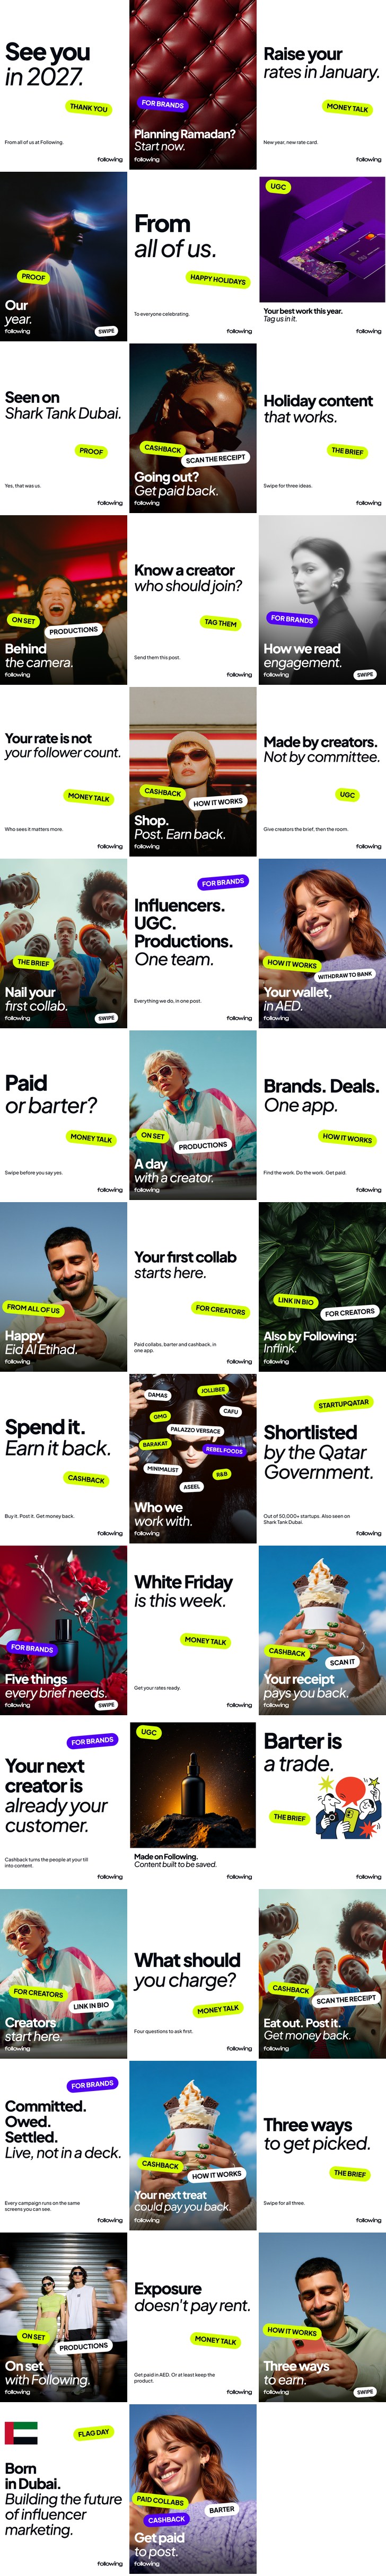 See you
in 2027.
THANK YOU
From all of us at Following.
following
FOR BRANDS
Planning Ramadan?
Start now.
following
Raise your
rates in January.
MONEY TALK
New year, new rate card.
following
PROOF
Our
year.
following
SWIPE
From
all of us.
HAPPY HOLIDAYS
To everyone celebrating.
following
UGC
Your best work this year.
Tag us in it.
following
Seen on
Shark Tank Dubai.
PROOF
Yes, that was us.
following
CASHBACK
SCAN THE RECEIPT
Going out?
Get paid back.
following
Holiday content
that works.
THE BRIEF
Swipe for three ideas.
following
ON SET
PRODUCTIONS
Behind
the camera.
following
Know a creator
who should join?
TAG THEM
Send them this post.
following
FOR BRANDS
How we read
engagement.
following
SWIPE
Your rate is not
your follower count.
MONEY TALK
Who sees it matters more.
following
CASHBACK
HOW IT WORKS
Shop.
Post. Earn back.
following
Made by creators.
Not by committee.
UGC
Give creators the brief, then the room.
following
THE BRIEF
Nail your
first collab.
following
SWIPE
FOR BRANDS
Influencers.
UGC.
Productions.
One team.
Everything we do, in one post.
following
HOW IT WORKS
WITHDRAW TO BANK
Your wallet,
in AED.
following
Paid
or barter?
MONEY TALK
Swipe before you say yes.
following
ON SET
PRODUCTIONS
A day
with a creator.
following
Brands. Deals.
One app.
HOW IT WORKS
Find the work. Do the work. Get paid.
following
FROM ALL OF US
Happy
Eid Al Etihad.
following
Your first collab
starts here.
FOR CREATORS
Paid collabs, barter and cashback, in
one app.
following
LINK IN BIO
FOR CREATORS
Also by Following:
Inflink.
following
Spend it.
Earn it back.
CASHBACK
Buy it. Post it. Get money back.
following
DAMAS
JOLLIBEE
GMG
CAFU
PALAZZO VERSACE
BARAKAT
REBEL FOODS
MINIMALIST
R&B
ASEEL
Who we
work with.
following
STARTUPQATAR
Shortlisted
by the Qatar
Government.
Out of 50,000+ startups. Also seen on
Shark Tank Dubai.
following
FOR BRANDS
Five things
every brief needs.
following
SWIPE
White Friday
is this week.
MONEY TALK
Get your rates ready.
following
CASHBACK
SCAN IT
Your receipt
pays you back.
following
FOR BRANDS
Your next
creator is
already your
customer.
Cashback turns the people at your till
into content.
following
UGC
Made on Following.
Content built to be saved.
following
Barter is
a trade.
THE BRIEF
following
FOR CREATORS
LINK IN BIO
Creators
start here.
following
What should
you charge?
MONEY TALK
Four questions to ask first.
following
CASHBACK
SCAN THE RECEIPT
Eat out. Post it.
Get money back.
following
FOR BRANDS
Committed.
Owed.
Settled.
Live, not in a deck.
Every campaign runs on the same
screens you can see.
following
CASHBACK
HOW IT WORKS
Your next treat
could pay you back.
following
Three ways
to get picked.
THE BRIEF
Swipe for all three.
following
ON SET
PRODUCTIONS
On set
with Following.
following
Exposure
doesn't pay rent.
MONEY TALK
Get paid in AED. Or at least keep the
product.
following
HOW IT WORKS
Three ways
to earn.
following
SWIPE
FLAG DAY
Born
in Dubai.
Building the future
of influencer
marketing.
following
PAID COLLABS
BARTER
CASHBACK
Get paid
to post.
following